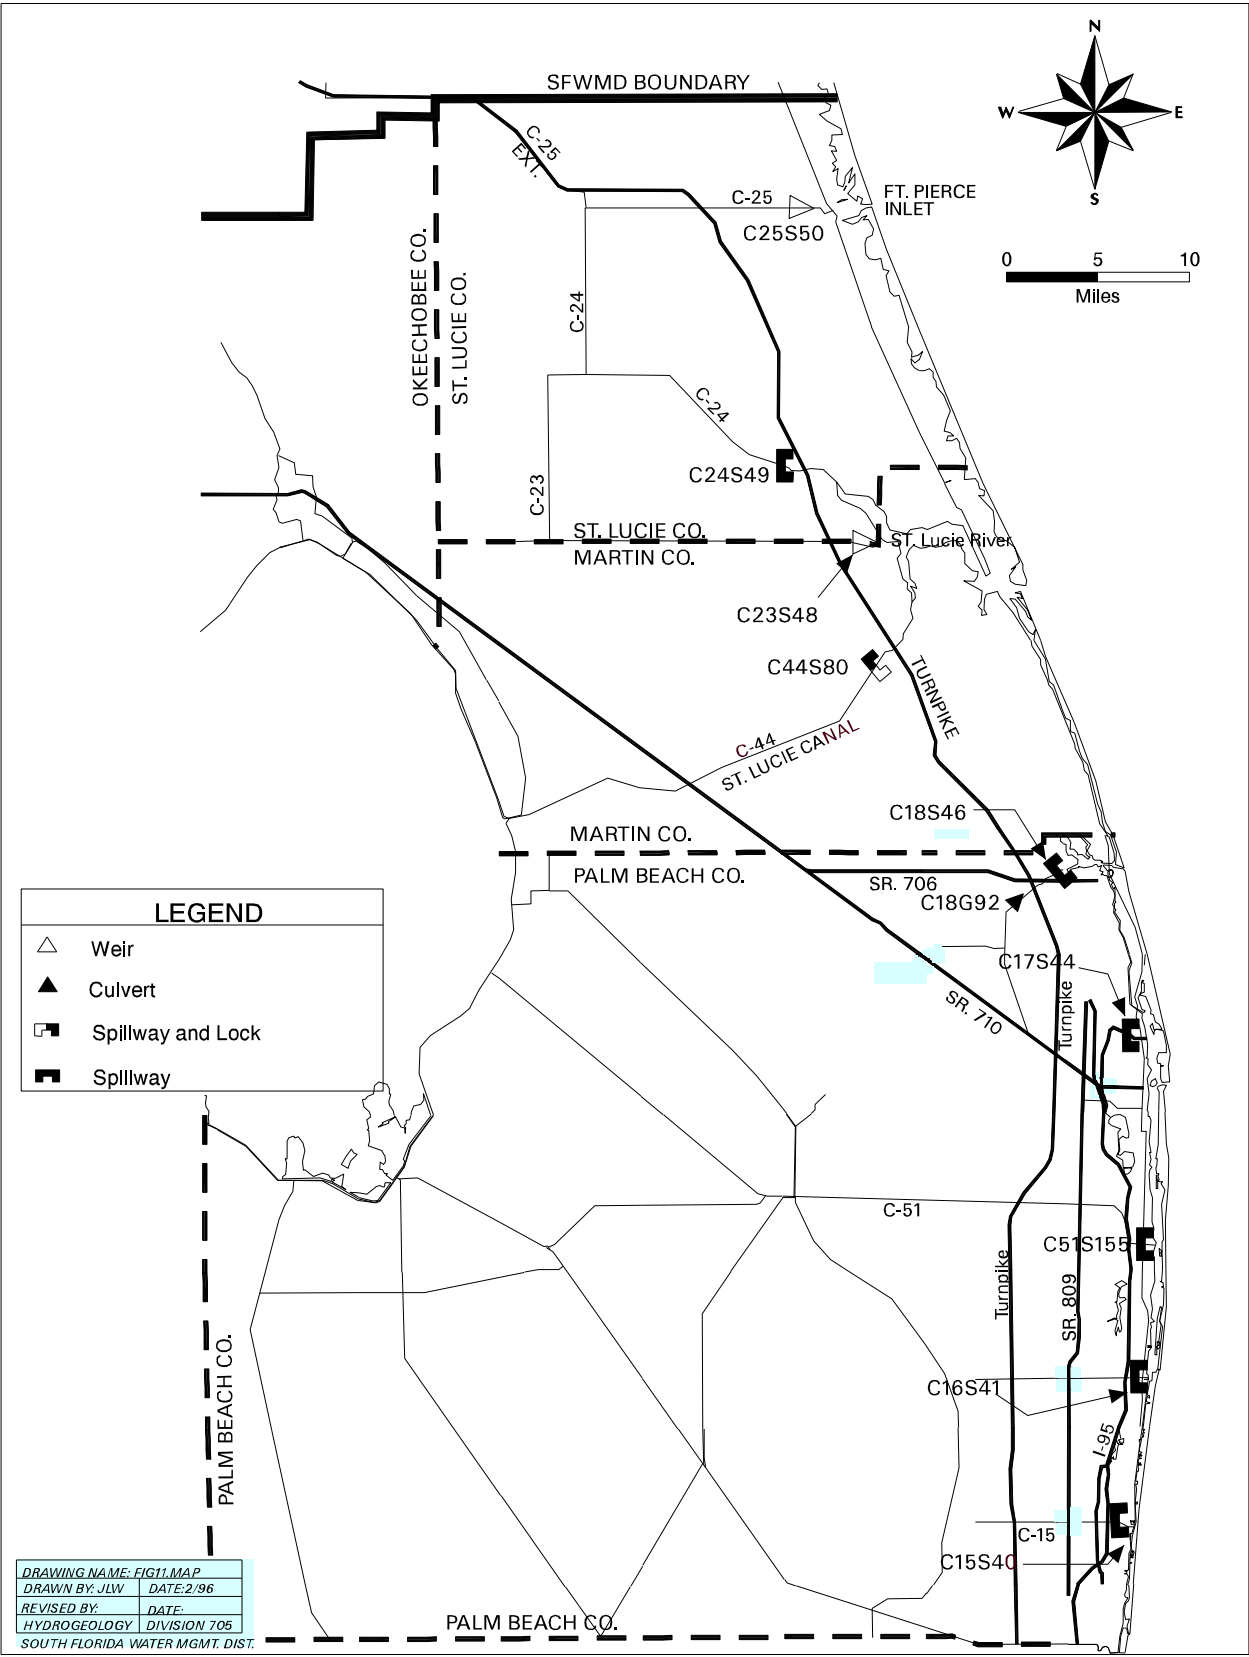 SFWMD BOUNDARY
N
W
E
S
C-25
EXT.
C-25
C25S50
FT. PIERCE
INLET
0 5 10
Miles
OKEECHOBEE CO.
ST. LUCIE CO.
C-24
C-24
C24S49
C-23
ST. LUCIE CO.
MARTIN CO.
ST. Lucie River
C23S48
C44S80
TURNPIKE
C-44
ST. LUCIE CANAL
C18S46
MARTIN CO.
PALM BEACH CO.
SR. 706
C18G92
C17S44
SR. 710
Turnpike
LEGEND
Weir
Culvert
Spillway and Lock
Spillway
C-51
C51S155
Turnpike
SR. 809
C16S41
PALM BEACH CO.
I-95
C-15
C15S40
PALM BEACH CO.
DRAWING NAME: FIG11.MAP
DRAWN BY: JLW DATE:2/96
REVISED BY: DATE:
HYDROGEOLOGY DIVISION 705
SOUTH FLORIDA WATER MGMT. DIST.